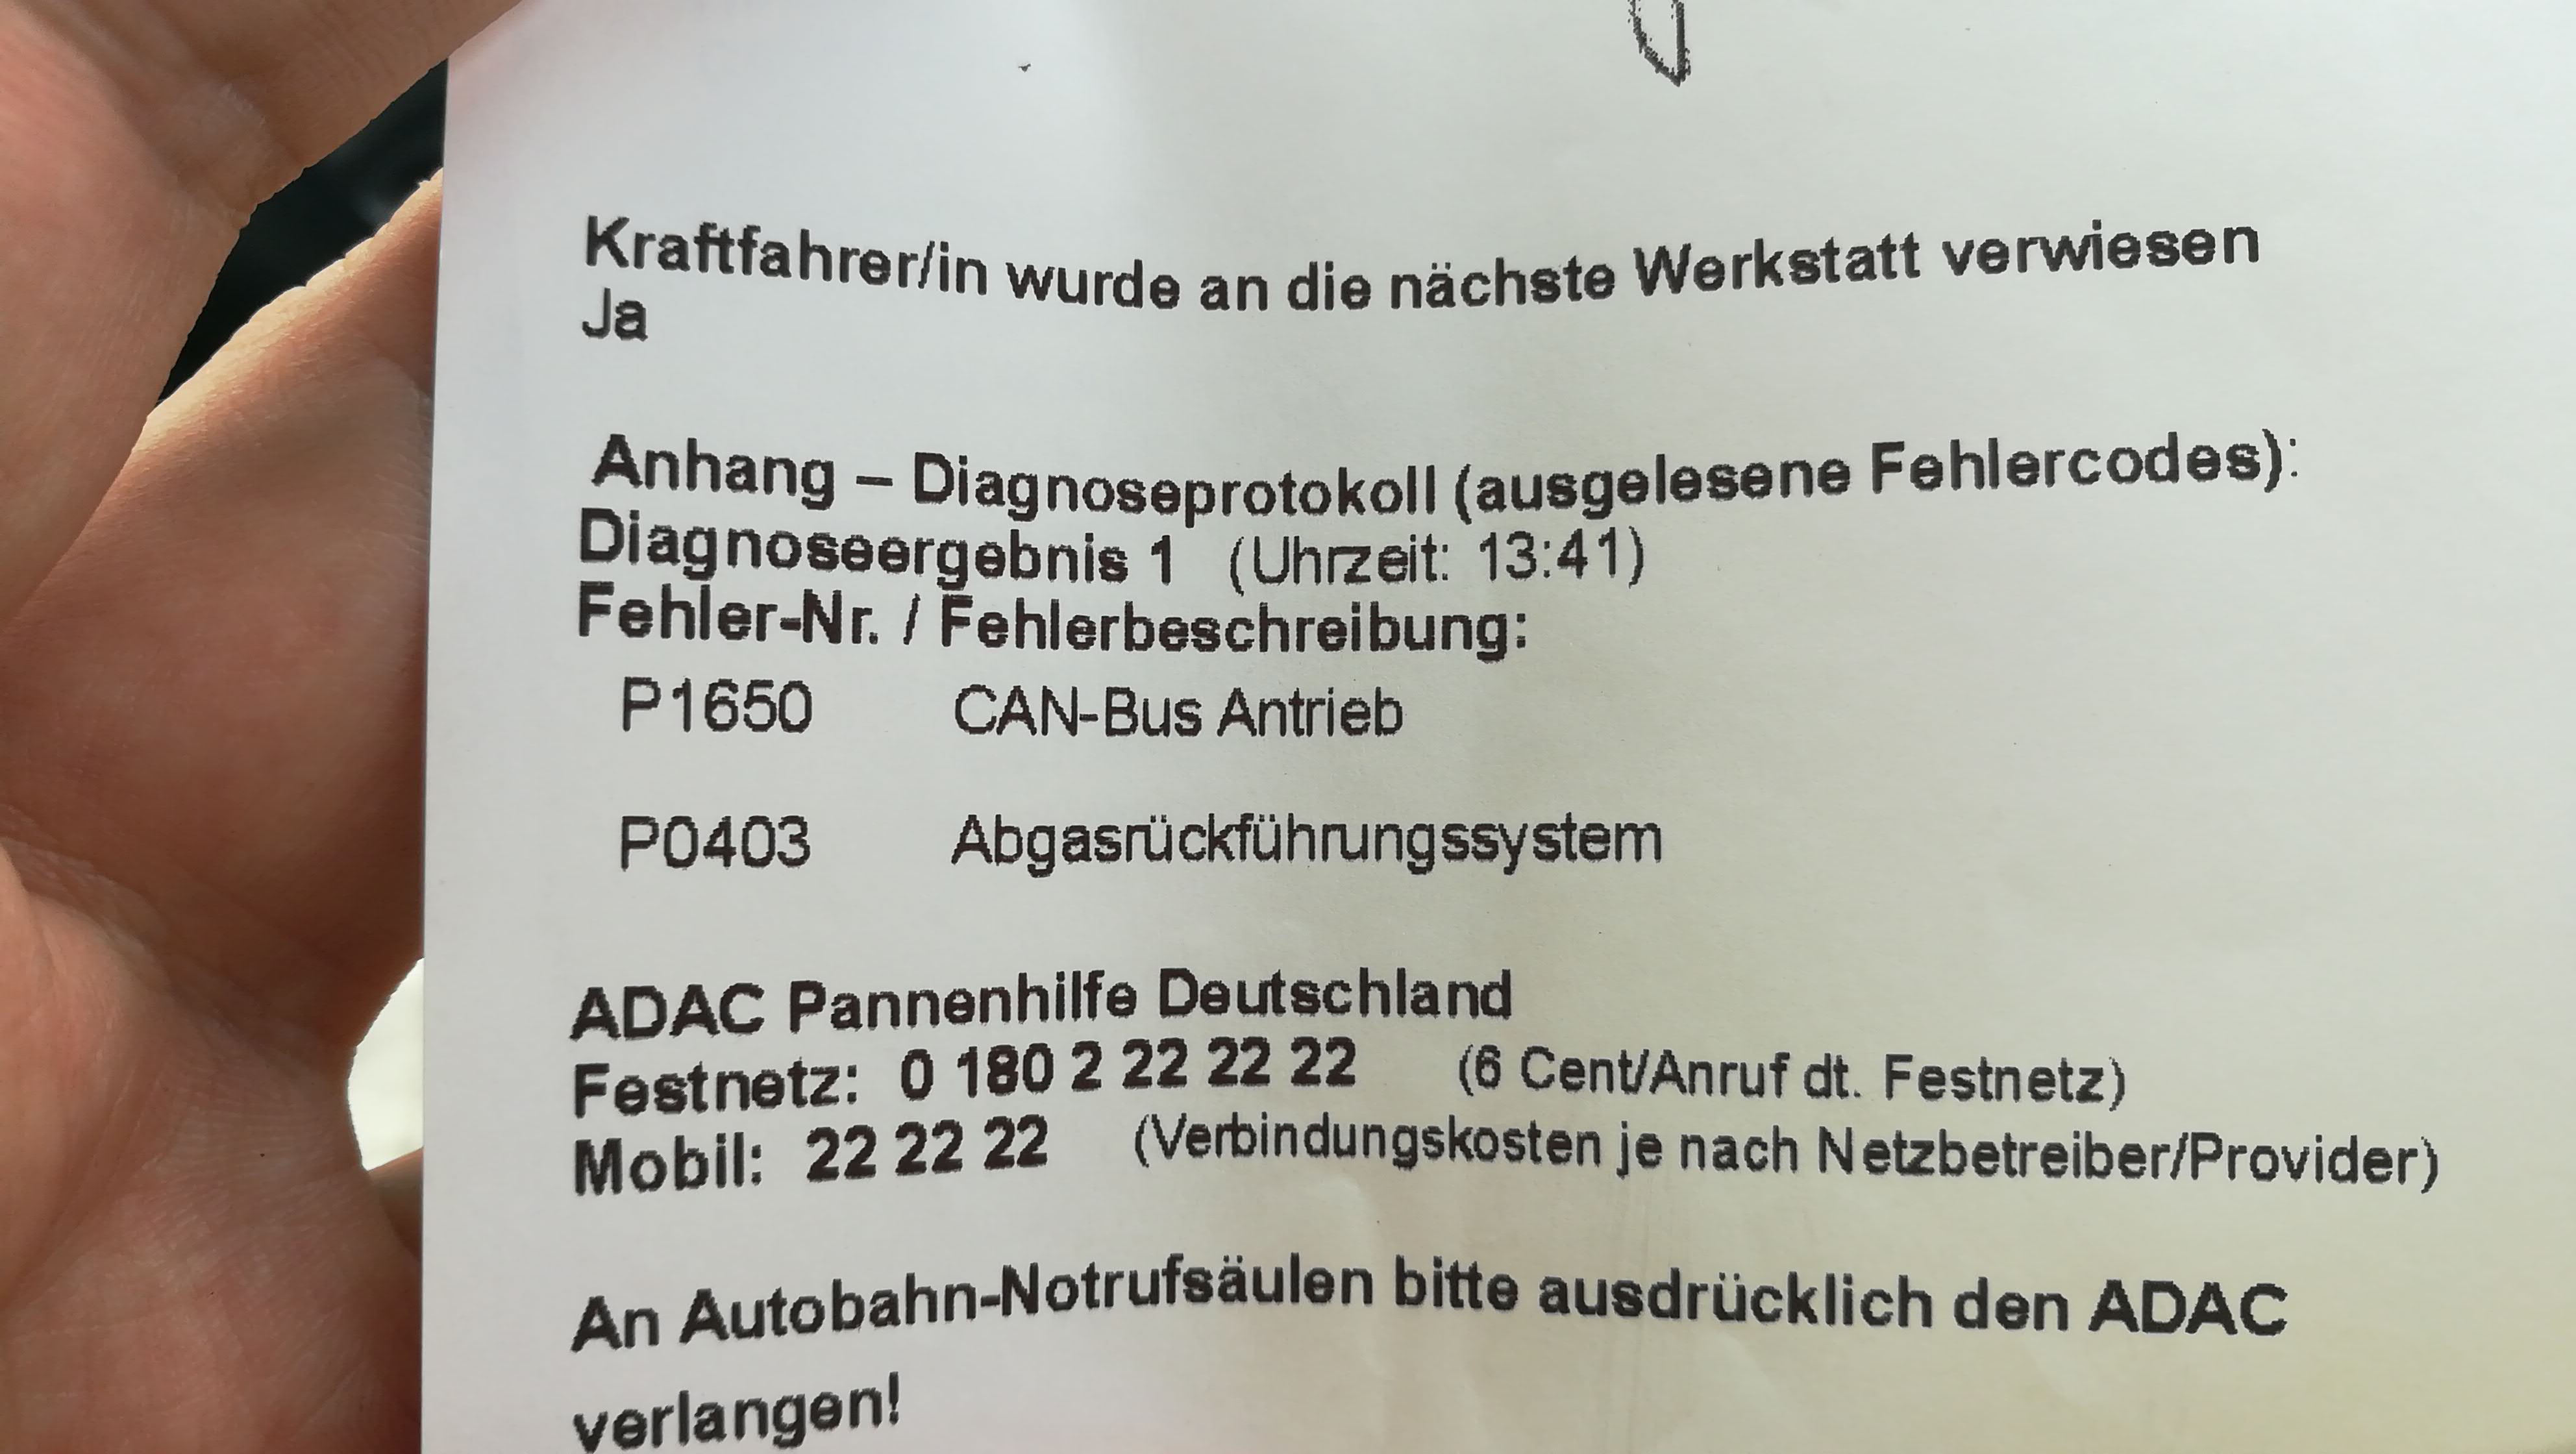 Kraftfahrer/in wurde an die nächste Werkstatt verwiesen
Ja
Anhang – Diagnoseprotokoll (ausgelesene Fehlercodes):
Diagnoseergebnis 1 (Uhrzeit: 13:41)
Fehler-Nr. / Fehlerbeschreibung:
P1650 CAN-Bus Antrieb
P0403 Abgasrückführungssystem
ADAC Pannenhilfe Deutschland
Festnetz: 0 180 2 22 22 22 (6 Cent/Anruf dt. Festnetz)
Mobil: 22 22 22 (Verbindungskosten je nach Netzbetreiber/Provider)
An Autobahn-Notrufsäulen bitte ausdrücklich den ADAC
verlangen!